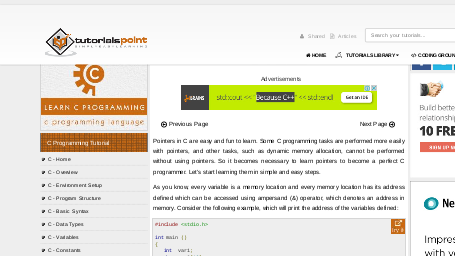 Shared Articles
Search your tutorials...
tutorialspoint
SIMPLYEASYLEARNING
HOME TUTORIALS LIBRARY CODING GROUN
LEARN C PROGRAMMING
c programming language
C Programming Tutorial
C - Home
C - Overview
C - Environment Setup
C - Program Structure
C - Basic Syntax
C - Data Types
C - Variables
C - Constants
Advertisements
std::cout << Because C++ << std::endl
Get an IDE
Previous Page Next Page
Pointers in C are easy and fun to learn. Some C programming tasks are performed more easily
with pointers, and other tasks, such as dynamic memory allocation, cannot be performed
without using pointers. So it becomes necessary to learn pointers to become a perfect C
programmer. Let's start learning them in simple and easy steps.
As you know, every variable is a memory location and every memory location has its address
defined which can be accessed using ampersand (&) operator, which denotes an address in
memory. Consider the following example, which will print the address of the variables defined:
#include <stdio.h>
Try it
int main ()
{
Build bette
relationship
10 FRE
SIGN UP
Ne
Impres